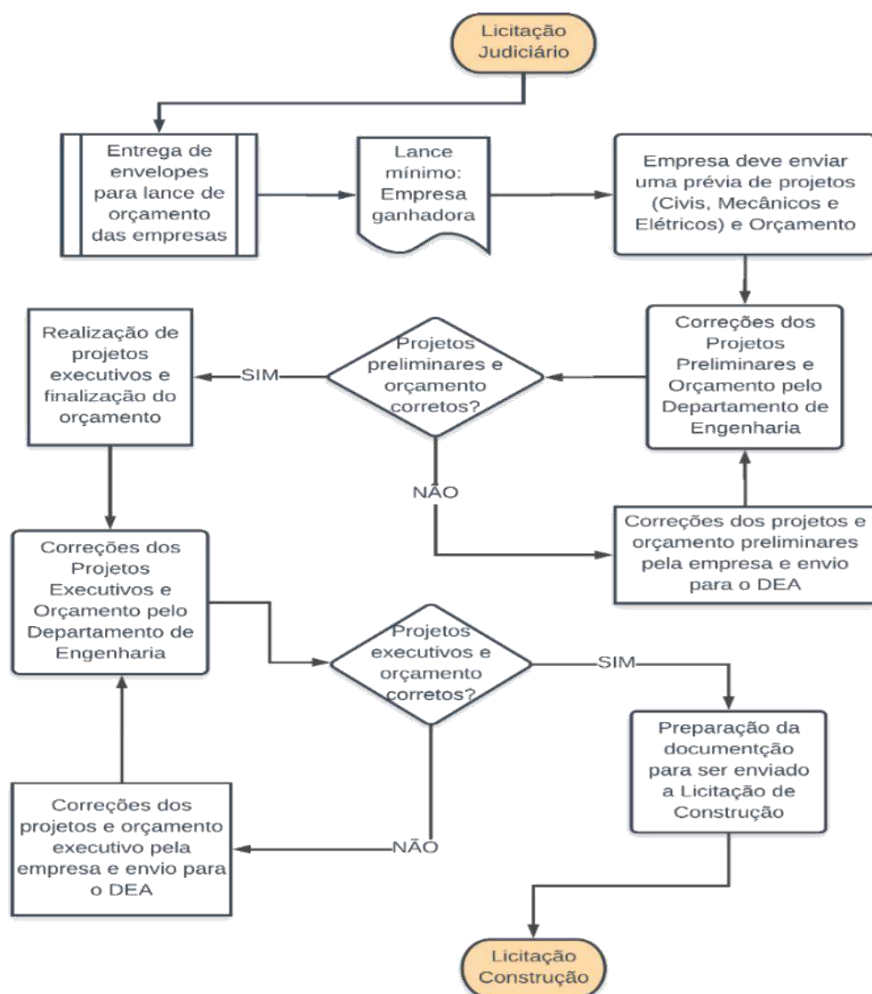 Licitação
Judiciário
Entrega de
envelopes
para lance de
orçamento
das empresas
Lance
mínimo:
Empresa
ganhadora
Empresa deve enviar
uma prévia de projetos
(Civis, Mecânicos e
Elétricos) e Orçamento
Correções dos
Projetos
Preliminares e
Orçamento pelo
Departamento de
Engenharia
Projetos
preliminares e
orçamento
corretos?
SIM
Realização de
projetos
executivos e
finalização do
orçamento
NÃO
Correções dos projetos e
orçamento preliminares
pela empresa e envio
para o DEA
Correções dos
Projetos
Executivos e
Orçamento pelo
Departamento de
Engenharia
Projetos
executivos e
orçamento
corretos?
SIM
Preparação da
documentção
para ser enviado
a Licitação de
Construção
NÃO
Correções dos
projetos e orçamento
executivo pela
empresa e envio para
o DEA
Licitação
Construção